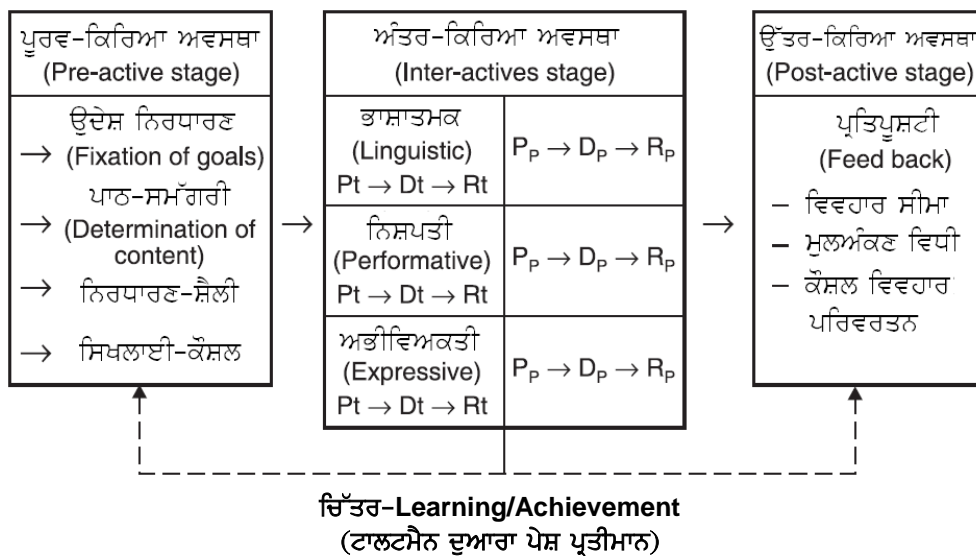 ਪੂਰਵ-ਕਿਰਿਆ ਅਵਸਥਾ
(Pre-active stage)
ਉਦੇਸ਼ ਨਿਰਧਾਰਣ
→ (Fixation of goals)
ਪਾਠ-ਸਮੱਗਰੀ
→ (Determination of
content)
→ ਨਿਰਧਾਰਣ-ਸ਼ੈਲੀ
→ ਸਿਖਲਾਈ-ਕੌਸ਼ਲ
→
ਅੰਤਰ-ਕਿਰਿਆ ਅਵਸਥਾ
(Inter-actives stage)
ਭਾਸ਼ਾਤਮਕ
(Linguistic)
Pt → Dt → Rt
P_P → D_P → R_P
ਨਿਸ਼ਪਤੀ
(Performative)
Pt → Dt → Rt
P_P → D_P → R_P
ਅਭੀਵਿਅਕਤੀ
(Expressive)
Pt → Dt → Rt
P_P → D_P → R_P
→
ਉੱਤਰ-ਕਿਰਿਆ ਅਵਸਥਾ
(Post-active stage)
ਪ੍ਰਤਿਪੂਸ਼ਟੀ
(Feed back)
– ਵਿਵਹਾਰ ਸੀਮਾ
– ਮੁਲਅੰਕਣ ਵਿਧੀ
– ਕੌਸ਼ਲ ਵਿਵਹਾਰ
ਪਰਿਵਰਤਨ
ਚਿੱਤਰ-Learning/Achievement
(ਟਾਲਟਮੈਨ ਦੁਆਰਾ ਪੇਸ਼ ਪ੍ਰਤੀਮਾਨ)